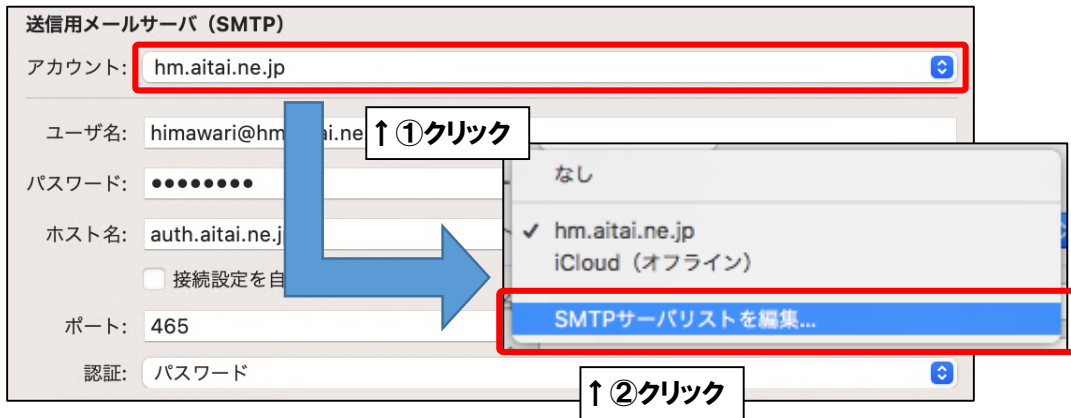 送信用メールサーバ（SMTP）
アカウント: hm.aitai.ne.jp
ユーザ名: himawari@hm ai.ne.
↑①クリック
パスワード: ●●●●●●●●
ホスト名: auth.aitai.ne.j
接続設定を自
ポート: 465
認証: パスワード
なし
✓ hm.aitai.ne.jp
iCloud（オフライン）
SMTPサーバリストを編集...
↑②クリック